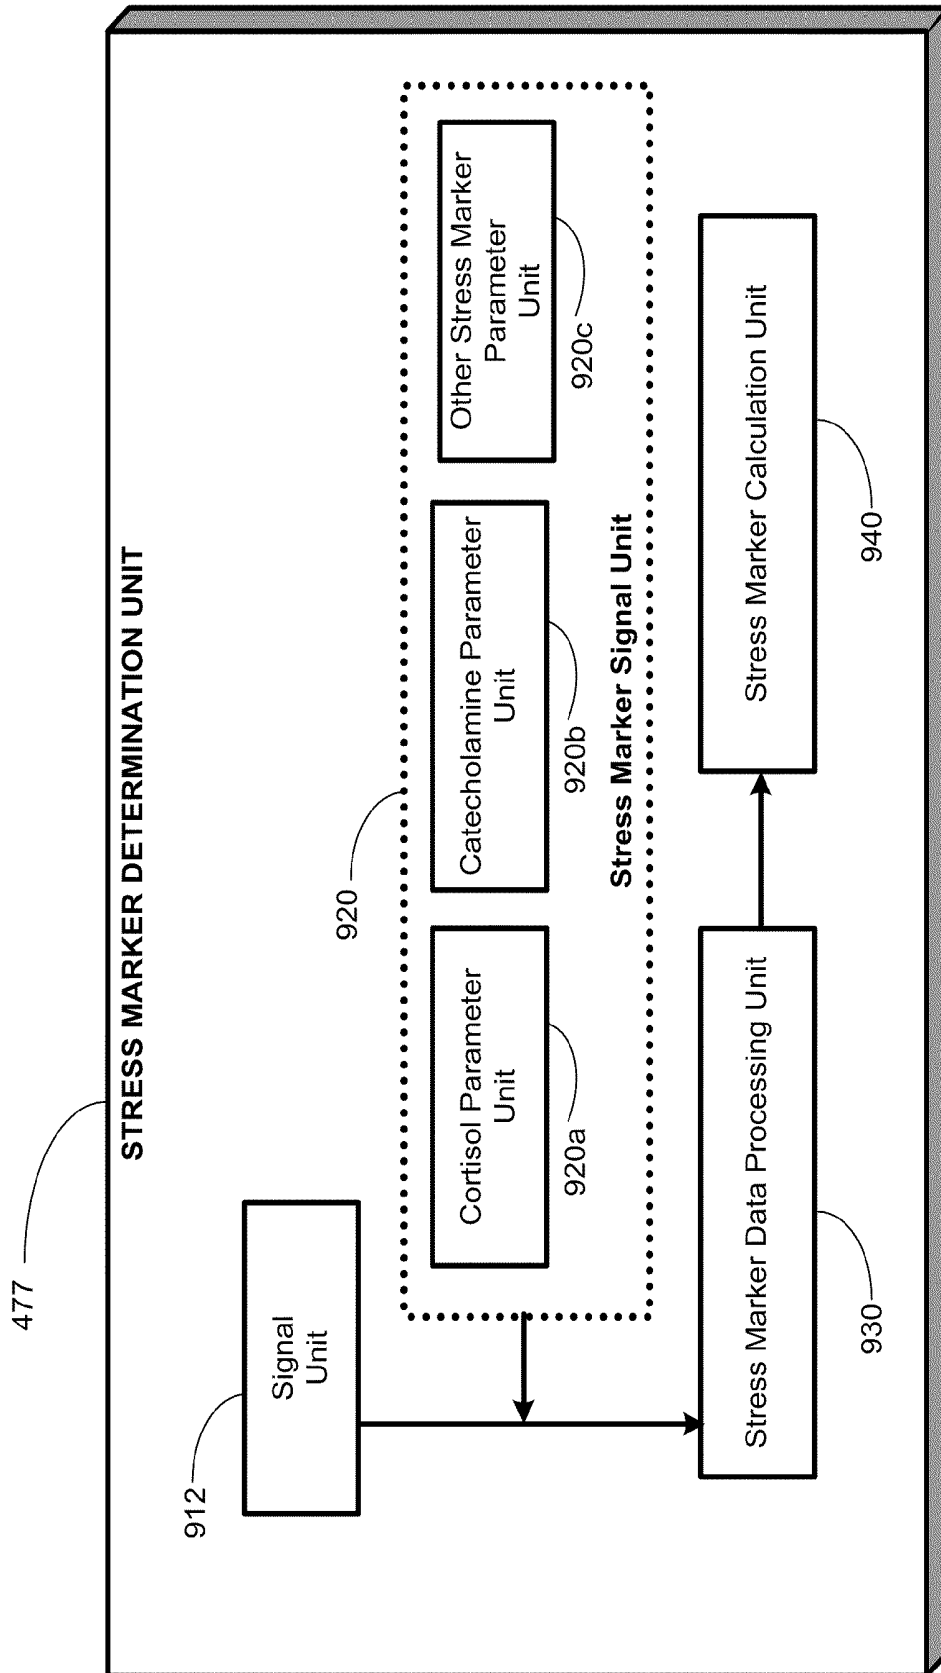 477
STRESS MARKER DETERMINATION UNIT
912
Signal
Unit
920
Cortisol Parameter
Unit
920a
Catecholamine Parameter
Unit
920b
Other Stress Marker
Parameter
Unit
920c
Stress Marker Signal Unit
Stress Marker Data Processing Unit
930
Stress Marker Calculation Unit
940